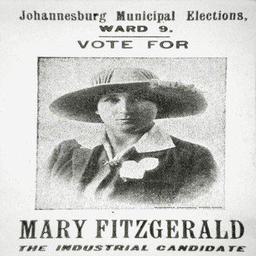 Johannesburg Municipal Elections,
WARD 9.
VOTE FOR
MARY FITZGERALD
THE INDUSTRIAL CANDIDATE